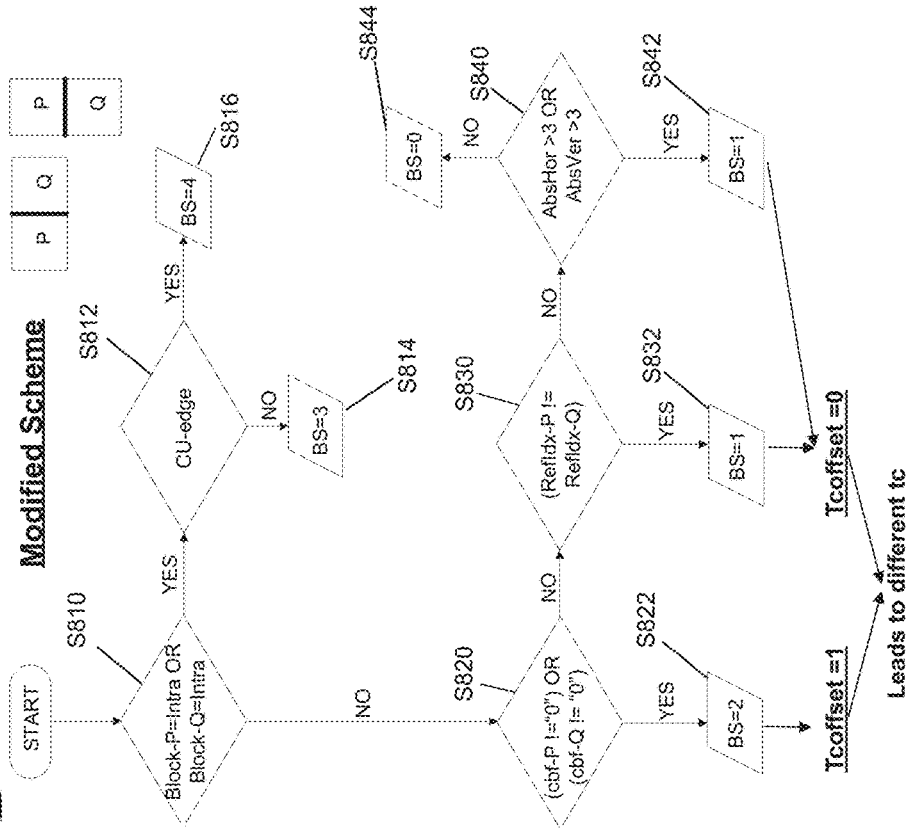 Modified Scheme
P
Q
P
Q
START
S810
Block-P=Intra OR
Block-Q=Intra
YES
S812
CU-edge
YES
S816
BS=4
NO
S814
BS=3
NO
S820
(cbf-P !="0") OR
(cbf-Q != "0")
NO
S830
(RefIdx-P !=
RefIdx-Q)
NO
S840
AbsHor >3 OR
AbsVer >3
NO
S844
BS=0
YES
S822
BS=2
YES
S832
BS=1
YES
S842
BS=1
Tcoffset =1
Tcoffset =0
Leads to different tc